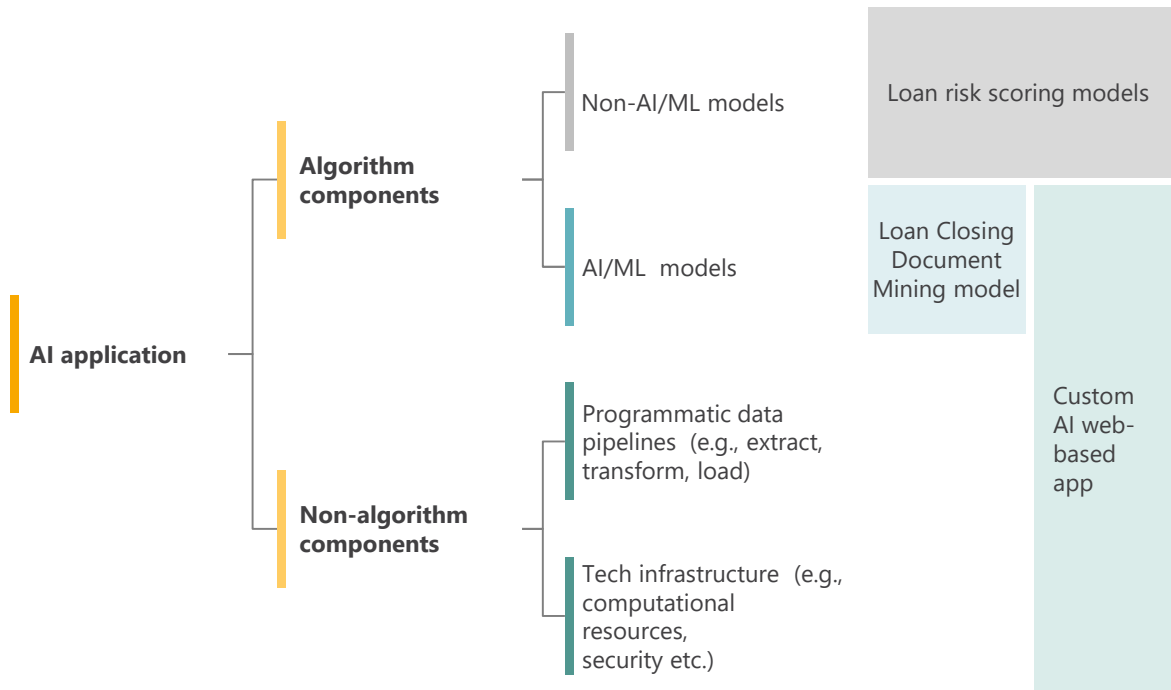 AI application
Algorithm
components
Non-algorithm
components
Non-AI/ML models
AI/ML models
Programmatic data
pipelines (e.g., extract,
transform, load)
Tech infrastructure (e.g.,
computational
resources,
security etc.)
Loan risk scoring models
Loan Closing
Document
Mining model
Custom
AI web-
based
app